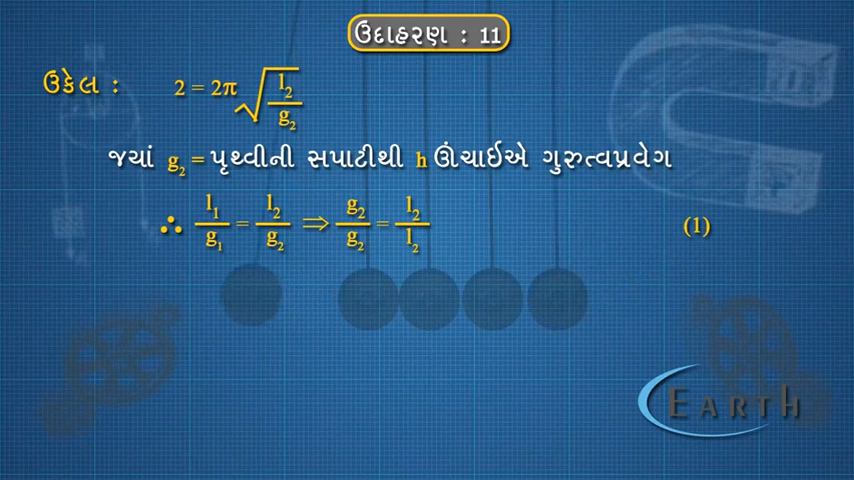 ઉદાહરણ : 11
ઉકેલ : 2 = 2π√(l₂/g₂)
જયાં g₂ = પૃથ્વીની સપાટીથી h ઊંચાઈએ ગુરુત્વપ્રવેગ
∴ l₁/g₁ = l₂/g₂ ⇒ g₂/g₂ = l₂/l₂ (1)
EARTH